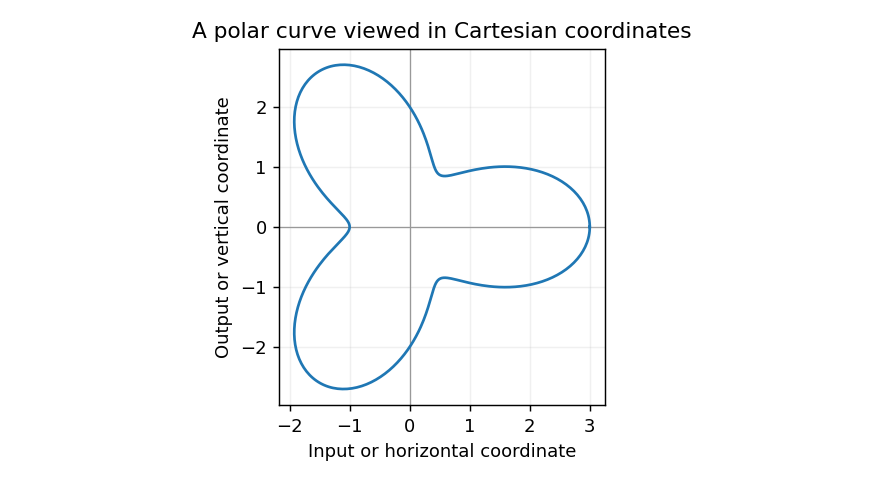 A polar curve viewed in Cartesian coordinates
Output or vertical coordinate
2
1
0
−1
−2
−2 −1 0 1 2 3
Input or horizontal coordinate